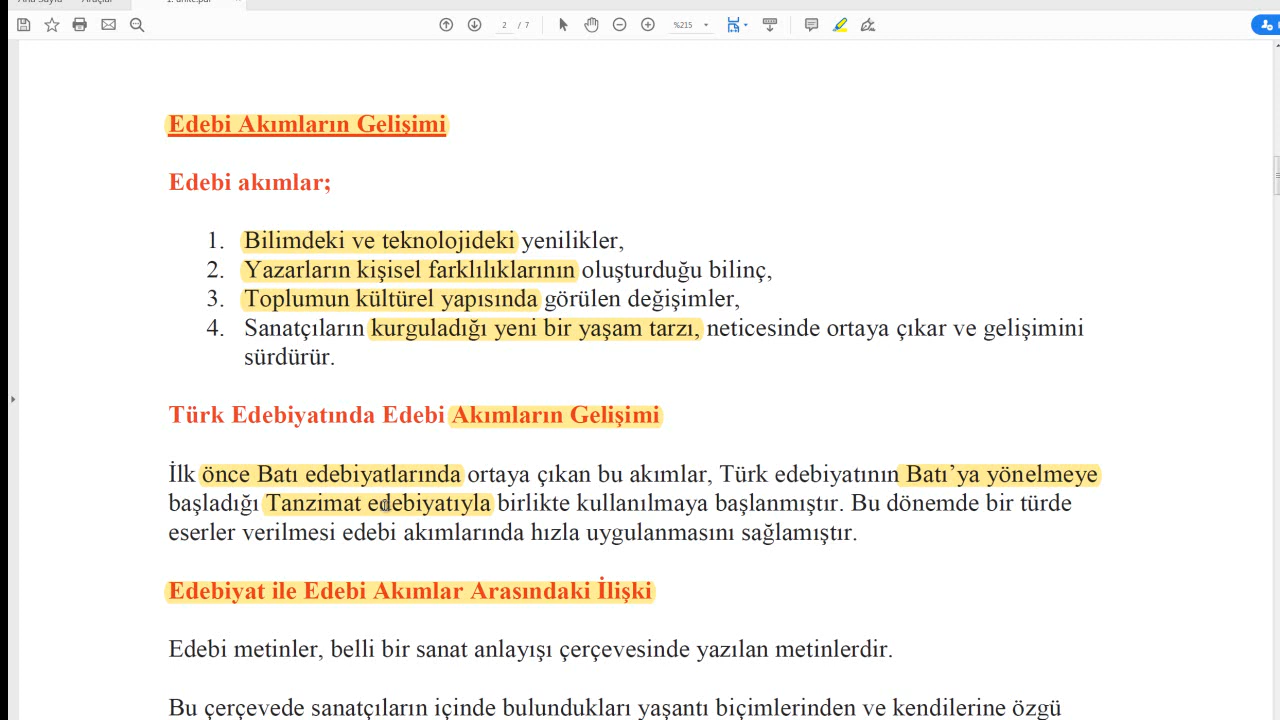 2 / 7
%215
Edebi Akımların Gelişimi
Edebi akımlar;
1. Bilimdeki ve teknolojideki yenilikler,
2. Yazarların kişisel farklılıklarının oluşturduğu bilinç,
3. Toplumun kültürel yapısında görülen değişimler,
4. Sanatçıların kurguladığı yeni bir yaşam tarzı, neticesinde ortaya çıkar ve gelişimini
sürdürür.
Türk Edebiyatında Edebi Akımların Gelişimi
İlk önce Batı edebiyatlarında ortaya çıkan bu akımlar, Türk edebiyatının Batı’ya yönelmeye
başladığı Tanzimat edebiyatıyla birlikte kullanılmaya başlanmıştır. Bu dönemde bir türde
eserler verilmesi edebi akımlarında hızla uygulanmasını sağlamıştır.
Edebiyat ile Edebi Akımlar Arasındaki İlişki
Edebi metinler, belli bir sanat anlayışı çerçevesinde yazılan metinlerdir.
Bu çerçevede sanatçıların içinde bulundukları yaşantı biçimlerinden ve kendilerine özgü